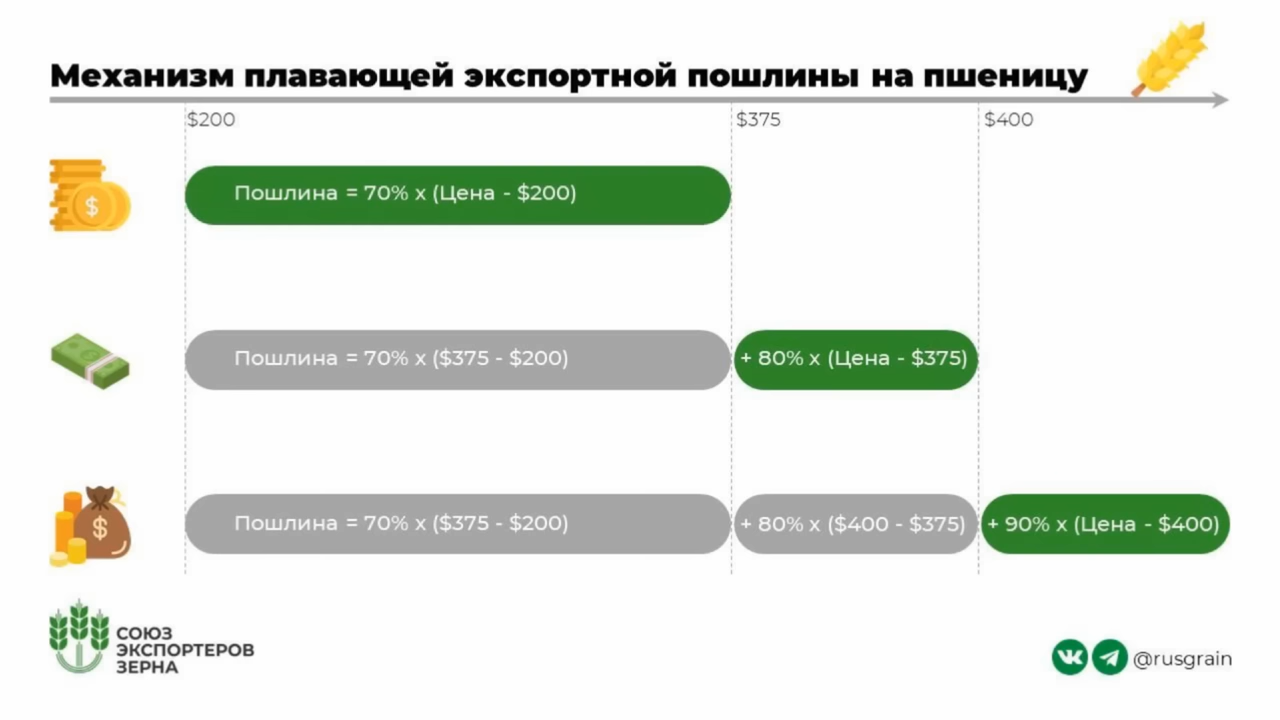 Механизм плавающей экспортной пошлины на пшеницу
$200 $375 $400
$
Пошлина = 70% x (Цена - $200)
Пошлина = 70% x ($375 - $200) + 80% x (Цена - $375)
$
Пошлина = 70% x ($375 - $200) + 80% x ($400 - $375) + 90% x (Цена - $400)
СОЮЗ
ЭКСПОРТЕРОВ
ЗЕРНА
@rusgrain